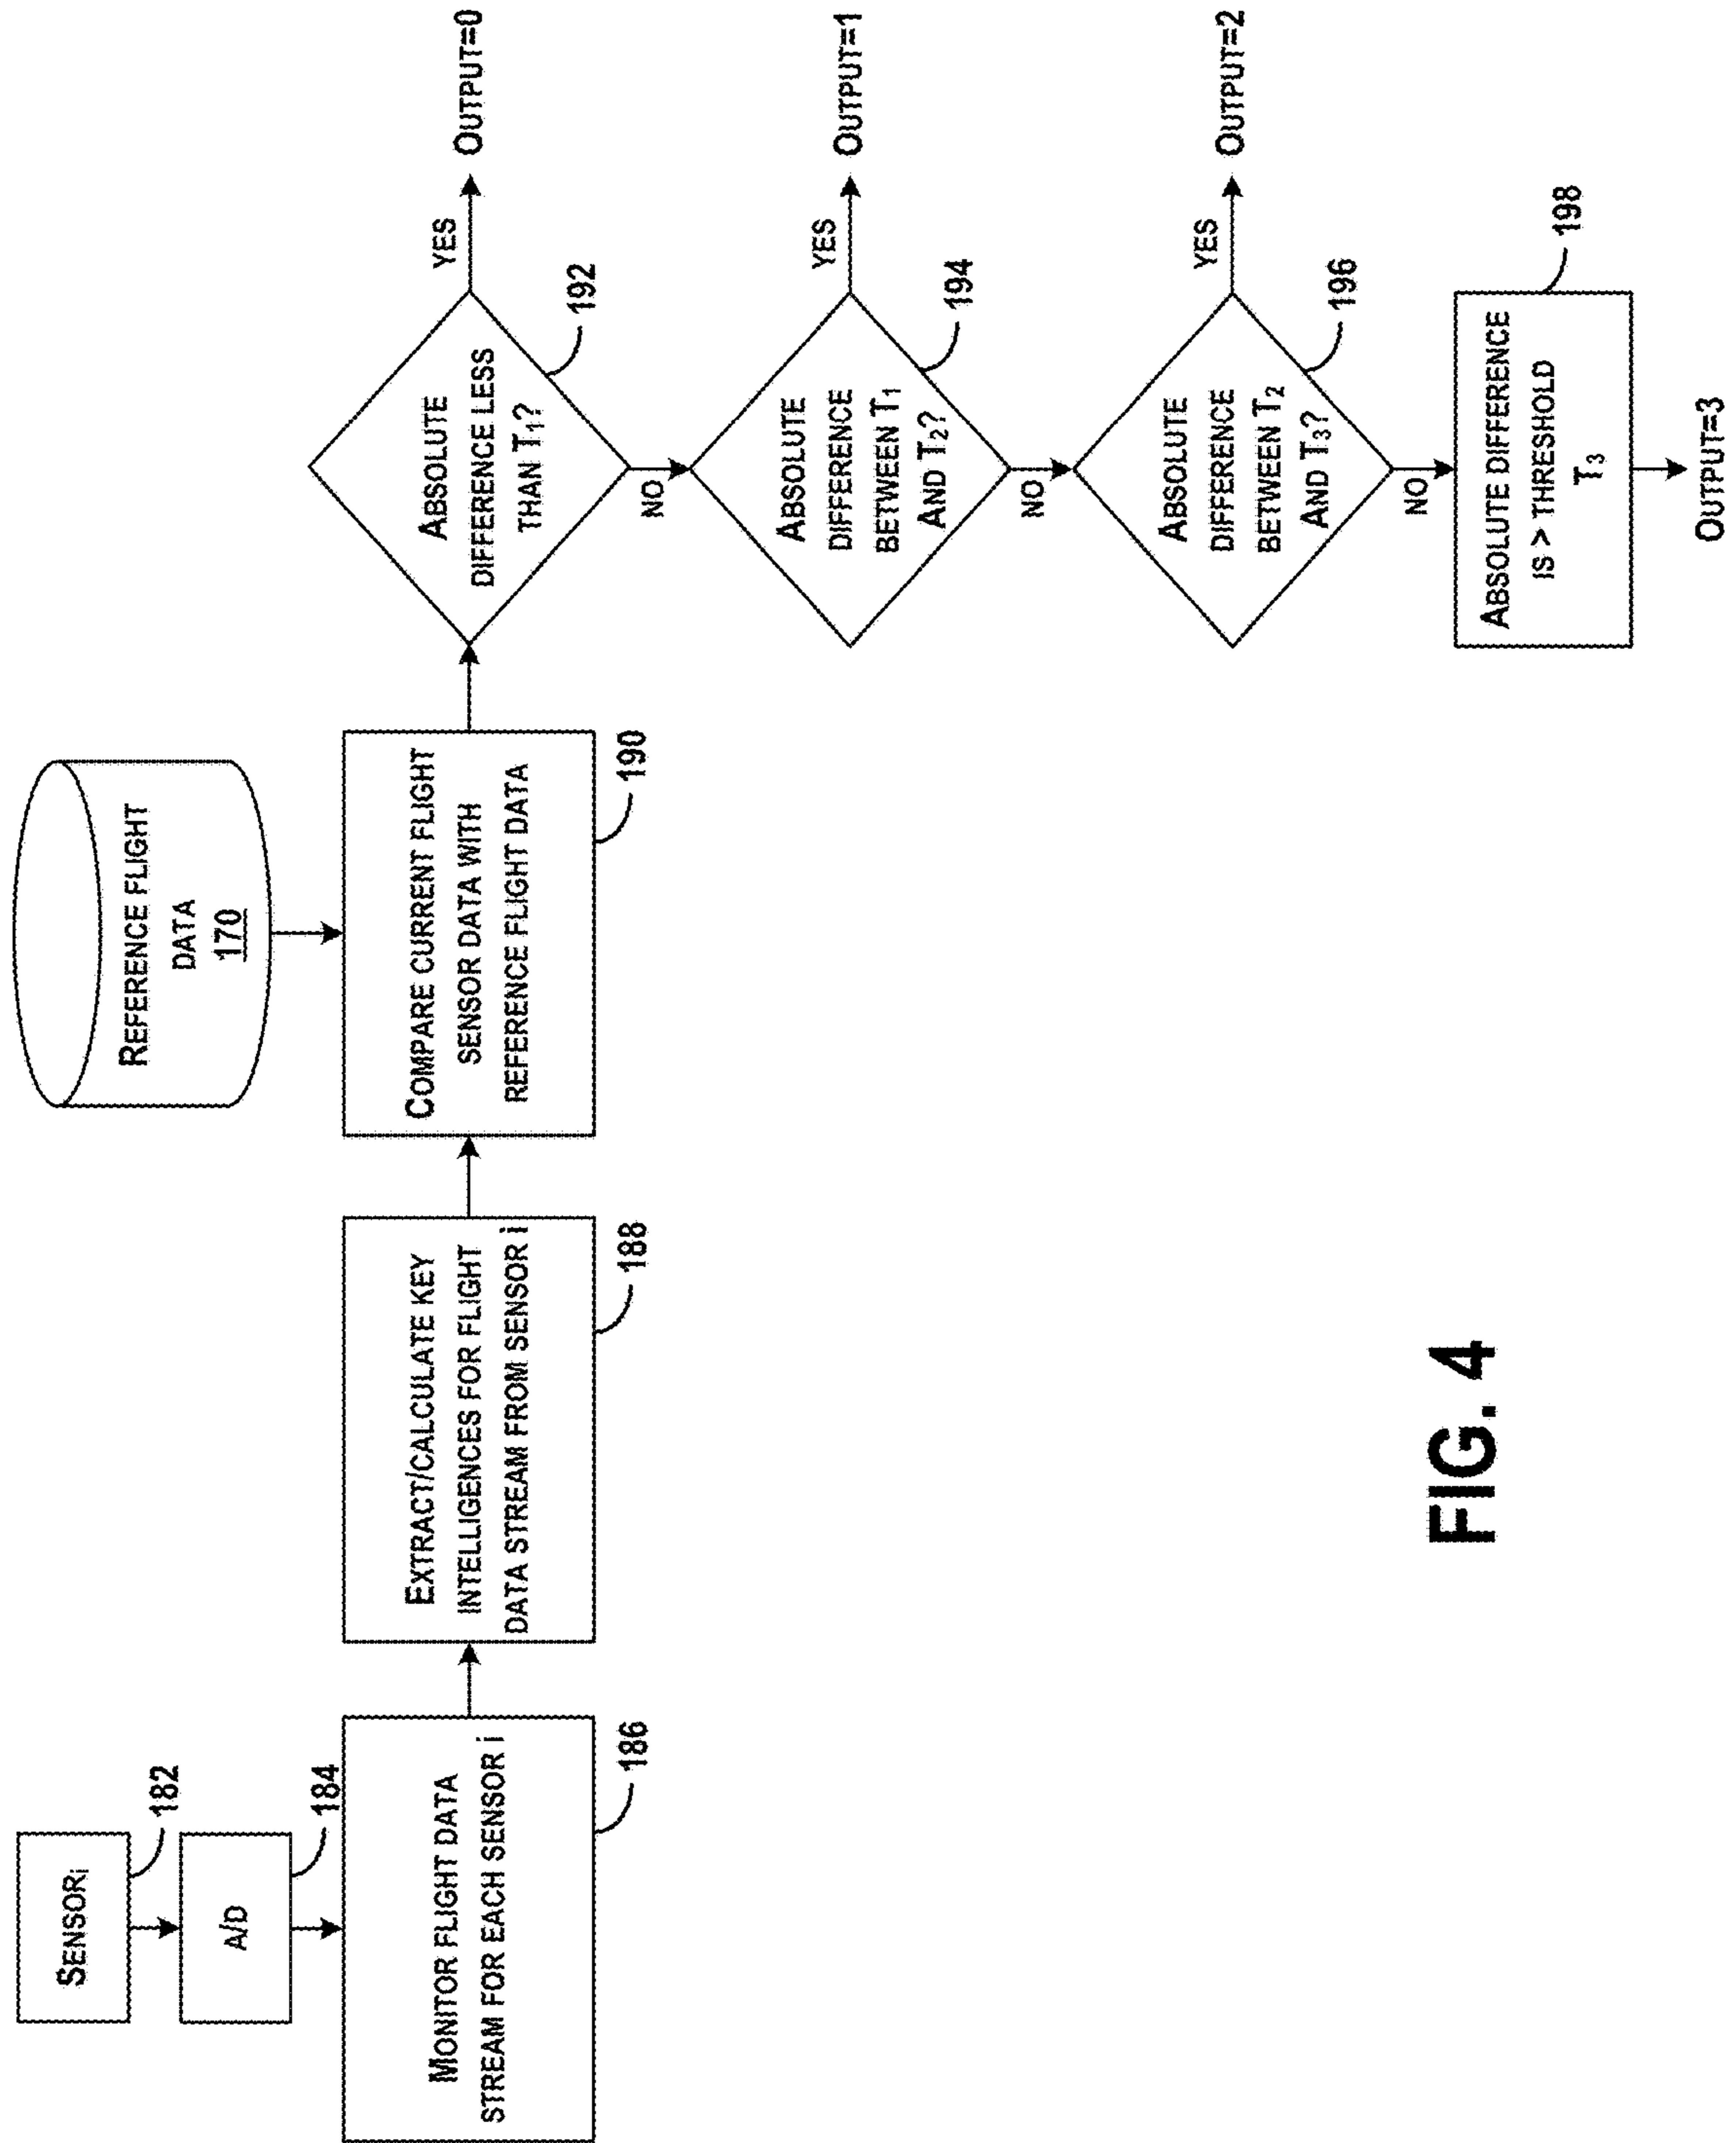 SENSORi
182
A/D
184
MONITOR FLIGHT DATA
STREAM FOR EACH SENSOR i
186
EXTRACT/CALCULATE KEY
INTELLIGENCES FOR FLIGHT
DATA STREAM FROM SENSOR i
188
REFERENCE FLIGHT
DATA
170
COMPARE CURRENT FLIGHT
SENSOR DATA WITH
REFERENCE FLIGHT DATA
190
ABSOLUTE
DIFFERENCE LESS
THAN T1?
192
YES
OUTPUT=0
NO
ABSOLUTE
DIFFERENCE
BETWEEN T1
AND T2?
194
YES
OUTPUT=1
NO
ABSOLUTE
DIFFERENCE
BETWEEN T2
AND T3?
196
YES
OUTPUT=2
NO
ABSOLUTE DIFFERENCE
IS > THRESHOLD
T3
198
OUTPUT=3
FIG. 4